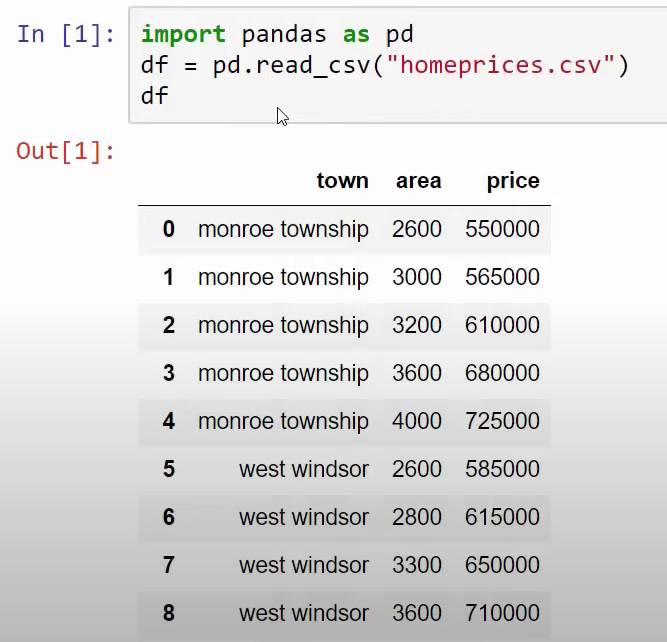 In [1]: import pandas as pd
df = pd.read_csv("homeprices.csv")
df
Out[1]:
town area price
0 monroe township 2600 550000
1 monroe township 3000 565000
2 monroe township 3200 610000
3 monroe township 3600 680000
4 monroe township 4000 725000
5 west windsor 2600 585000
6 west windsor 2800 615000
7 west windsor 3300 650000
8 west windsor 3600 710000